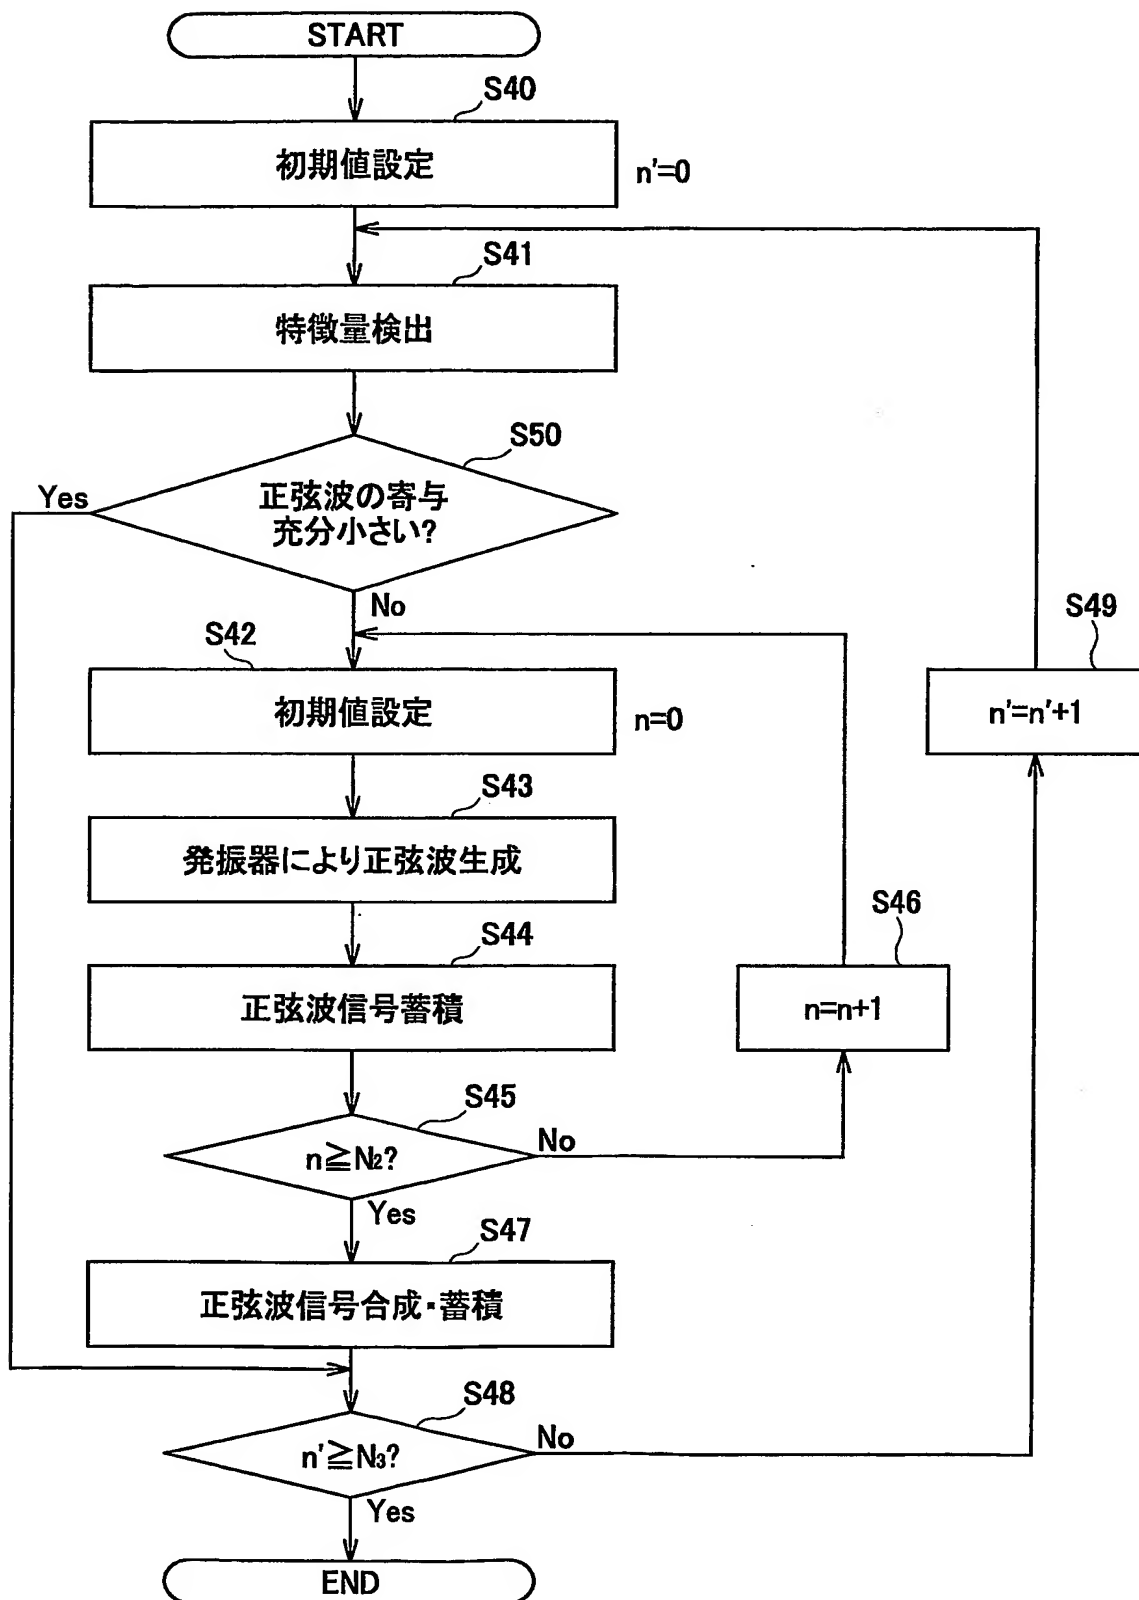 START
S40
初期値設定
n'=0
S41
特徴量検出
S50
正弦波の寄与
充分小さい?
Yes
No
S42
初期値設定
n=0
S49
n'=n'+1
S43
発振器により正弦波生成
S44
正弦波信号蓄積
S46
n=n+1
S45
n≧N₂?
No
Yes
S47
正弦波信号合成・蓄積
S48
n'≧N₃?
No
Yes
END